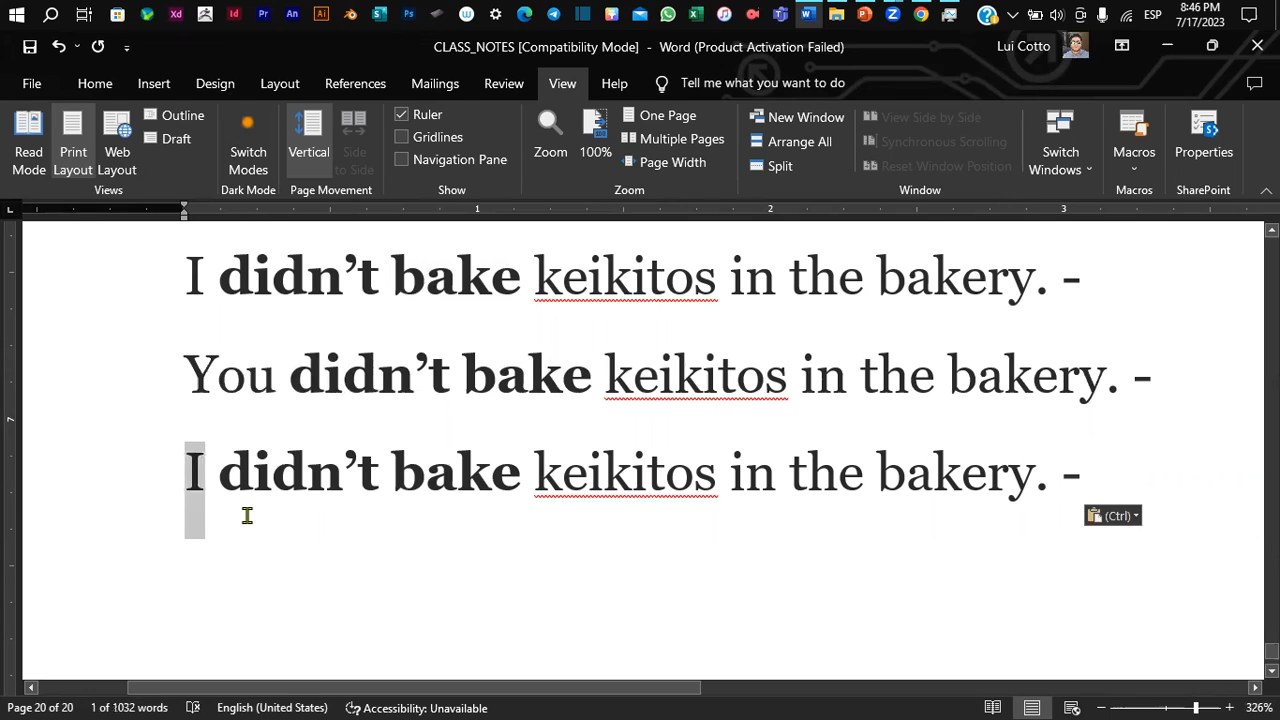 8:46 PM
ESP
7/17/2023
CLASS_NOTES [Compatibility Mode] - Word (Product Activation Failed)
Lui Cotto
File Home Insert Design Layout References Mailings Review View Help Tell me what you want to do
Read Mode
Print Layout
Web Layout
Outline
Draft
Views
Switch Modes
Dark Mode
Vertical
Side to Side
Page Movement
Ruler
Gridlines
Navigation Pane
Show
Zoom
100%
One Page
Multiple Pages
Page Width
Zoom
New Window
Arrange All
Split
View Side by Side
Synchronous Scrolling
Reset Window Position
Switch Windows
Window
Macros
Macros
Properties
SharePoint
1 2 3
I didn’t bake keikitos in the bakery. -
You didn’t bake keikitos in the bakery. -
I didn’t bake keikitos in the bakery. -
(Ctrl)
Page 20 of 20 1 of 1032 words English (United States) Accessibility: Unavailable 326%